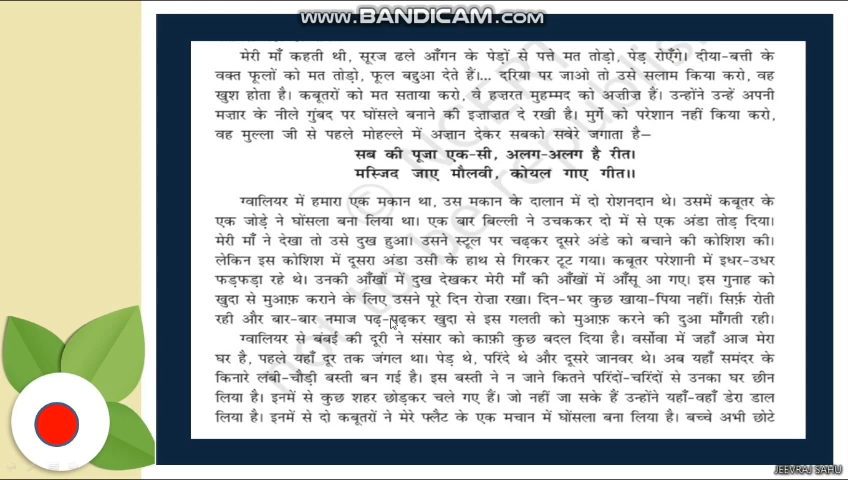 www.BANDICAM.com
मेरी माँ कहती थी, सूरज ढले आँगन के पेड़ों से पत्ते मत तोड़ो, पेड़ रोएँगे। दीया-बत्ती के
वक्त फूलों को मत तोड़ो, फूल बद्दुआ देते हैं।... दरिया पर जाओ तो उसे सलाम किया करो, वह
खुश होता है। कबूतरों को मत सताया करो, वे हज़रत मुहम्मद को अज़ीज़ हैं। उन्होंने उन्हें अपनी
मज़ार के नीले गुंबद पर घोंसले बनाने की इजाज़त दे रखी है। मुर्गे को परेशान नहीं किया करो,
वह मुल्ला जी से पहले मोहल्ले में अज़ान देकर सबको सवेरे जगाता है–
सब की पूजा एक-सी, अलग-अलग है रीत।
मस्जिद जाए मौलवी, कोयल गाए गीत॥
ग्वालियर में हमारा एक मकान था, उस मकान के दालान में दो रोशनदान थे। उसमें कबूतर के
एक जोड़े ने घोंसला बना लिया था। एक बार बिल्ली ने उचककर दो में से एक अंडा तोड़ दिया।
मेरी माँ ने देखा तो उसे दुख हुआ। उसने स्टूल पर चढ़कर दूसरे अंडे को बचाने की कोशिश की।
लेकिन इस कोशिश में दूसरा अंडा उसी के हाथ से गिरकर टूट गया। कबूतर परेशानी में इधर-उधर
फड़फड़ा रहे थे। उनकी आँखों में दुख देखकर मेरी माँ की आँखों में आँसू आ गए। इस गुनाह को
खुदा से मुआफ़ कराने के लिए उसने पूरे दिन रोज़ा रखा। दिन-भर कुछ खाया-पिया नहीं। सिर्फ़ रोती
रही और बार-बार नमाज पढ़-पढ़कर खुदा से इस गलती को मुआफ़ करने की दुआ माँगती रही।
ग्वालियर से बंबई की दूरी ने संसार को काफ़ी कुछ बदल दिया है। वर्सोवा में जहाँ आज मेरा
घर है, पहले यहाँ दूर तक जंगल था। पेड़ थे, परिंदे थे और दूसरे जानवर थे। अब यहाँ समंदर के
किनारे लंबी-चौड़ी बस्ती बन गई है। इस बस्ती ने न जाने कितने परिंदों-चरिंदों से उनका घर छीन
लिया है। इनमें से कुछ शहर छोड़कर चले गए हैं। जो नहीं जा सके हैं उन्होंने यहाँ-वहाँ डेरा डाल
लिया है। इनमें से दो कबूतरों ने मेरे फ्लैट के एक मचान में घोंसला बना लिया है। बच्चे अभी छोटे
JEEVRAJ SAHU